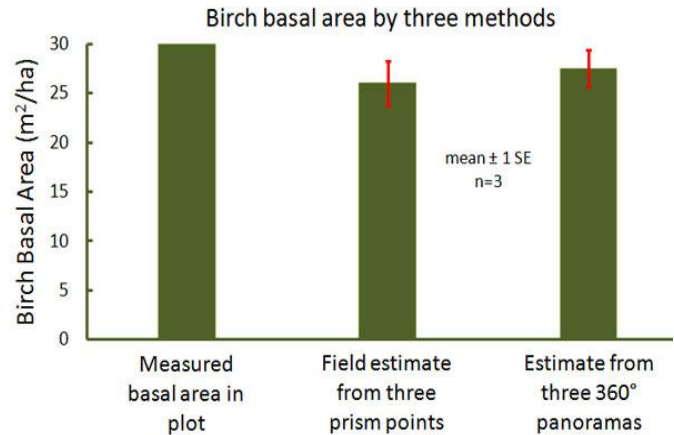 Birch basal area by three methods
Birch Basal Area (m²/ha)
30
25
20
15
10
5
0
mean ± 1 SE
n=3
Measured
basal area in
plot
Field estimate
from three
prism points
Estimate from
three 360°
panoramas